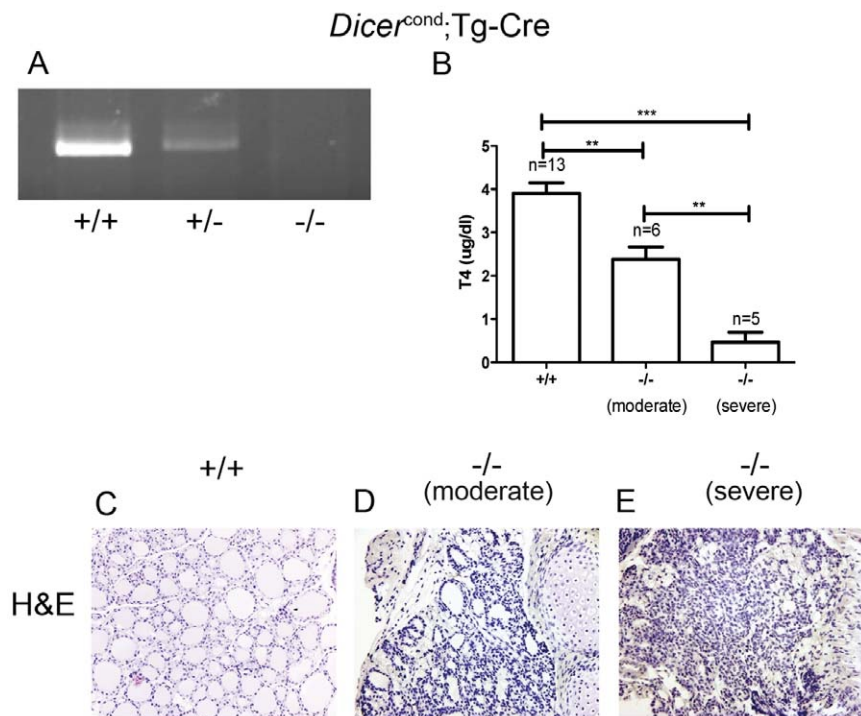 Dicercond;Tg-Cre
A
+/+ +/- -/-
B
***
**
**
n=13
n=6
n=5
5
4
3
2
1
0
T4 (ug/dl)
+/+ -/- -/-
(moderate) (severe)
+/+ -/- -/-
(moderate) (severe)
C D E
H&E